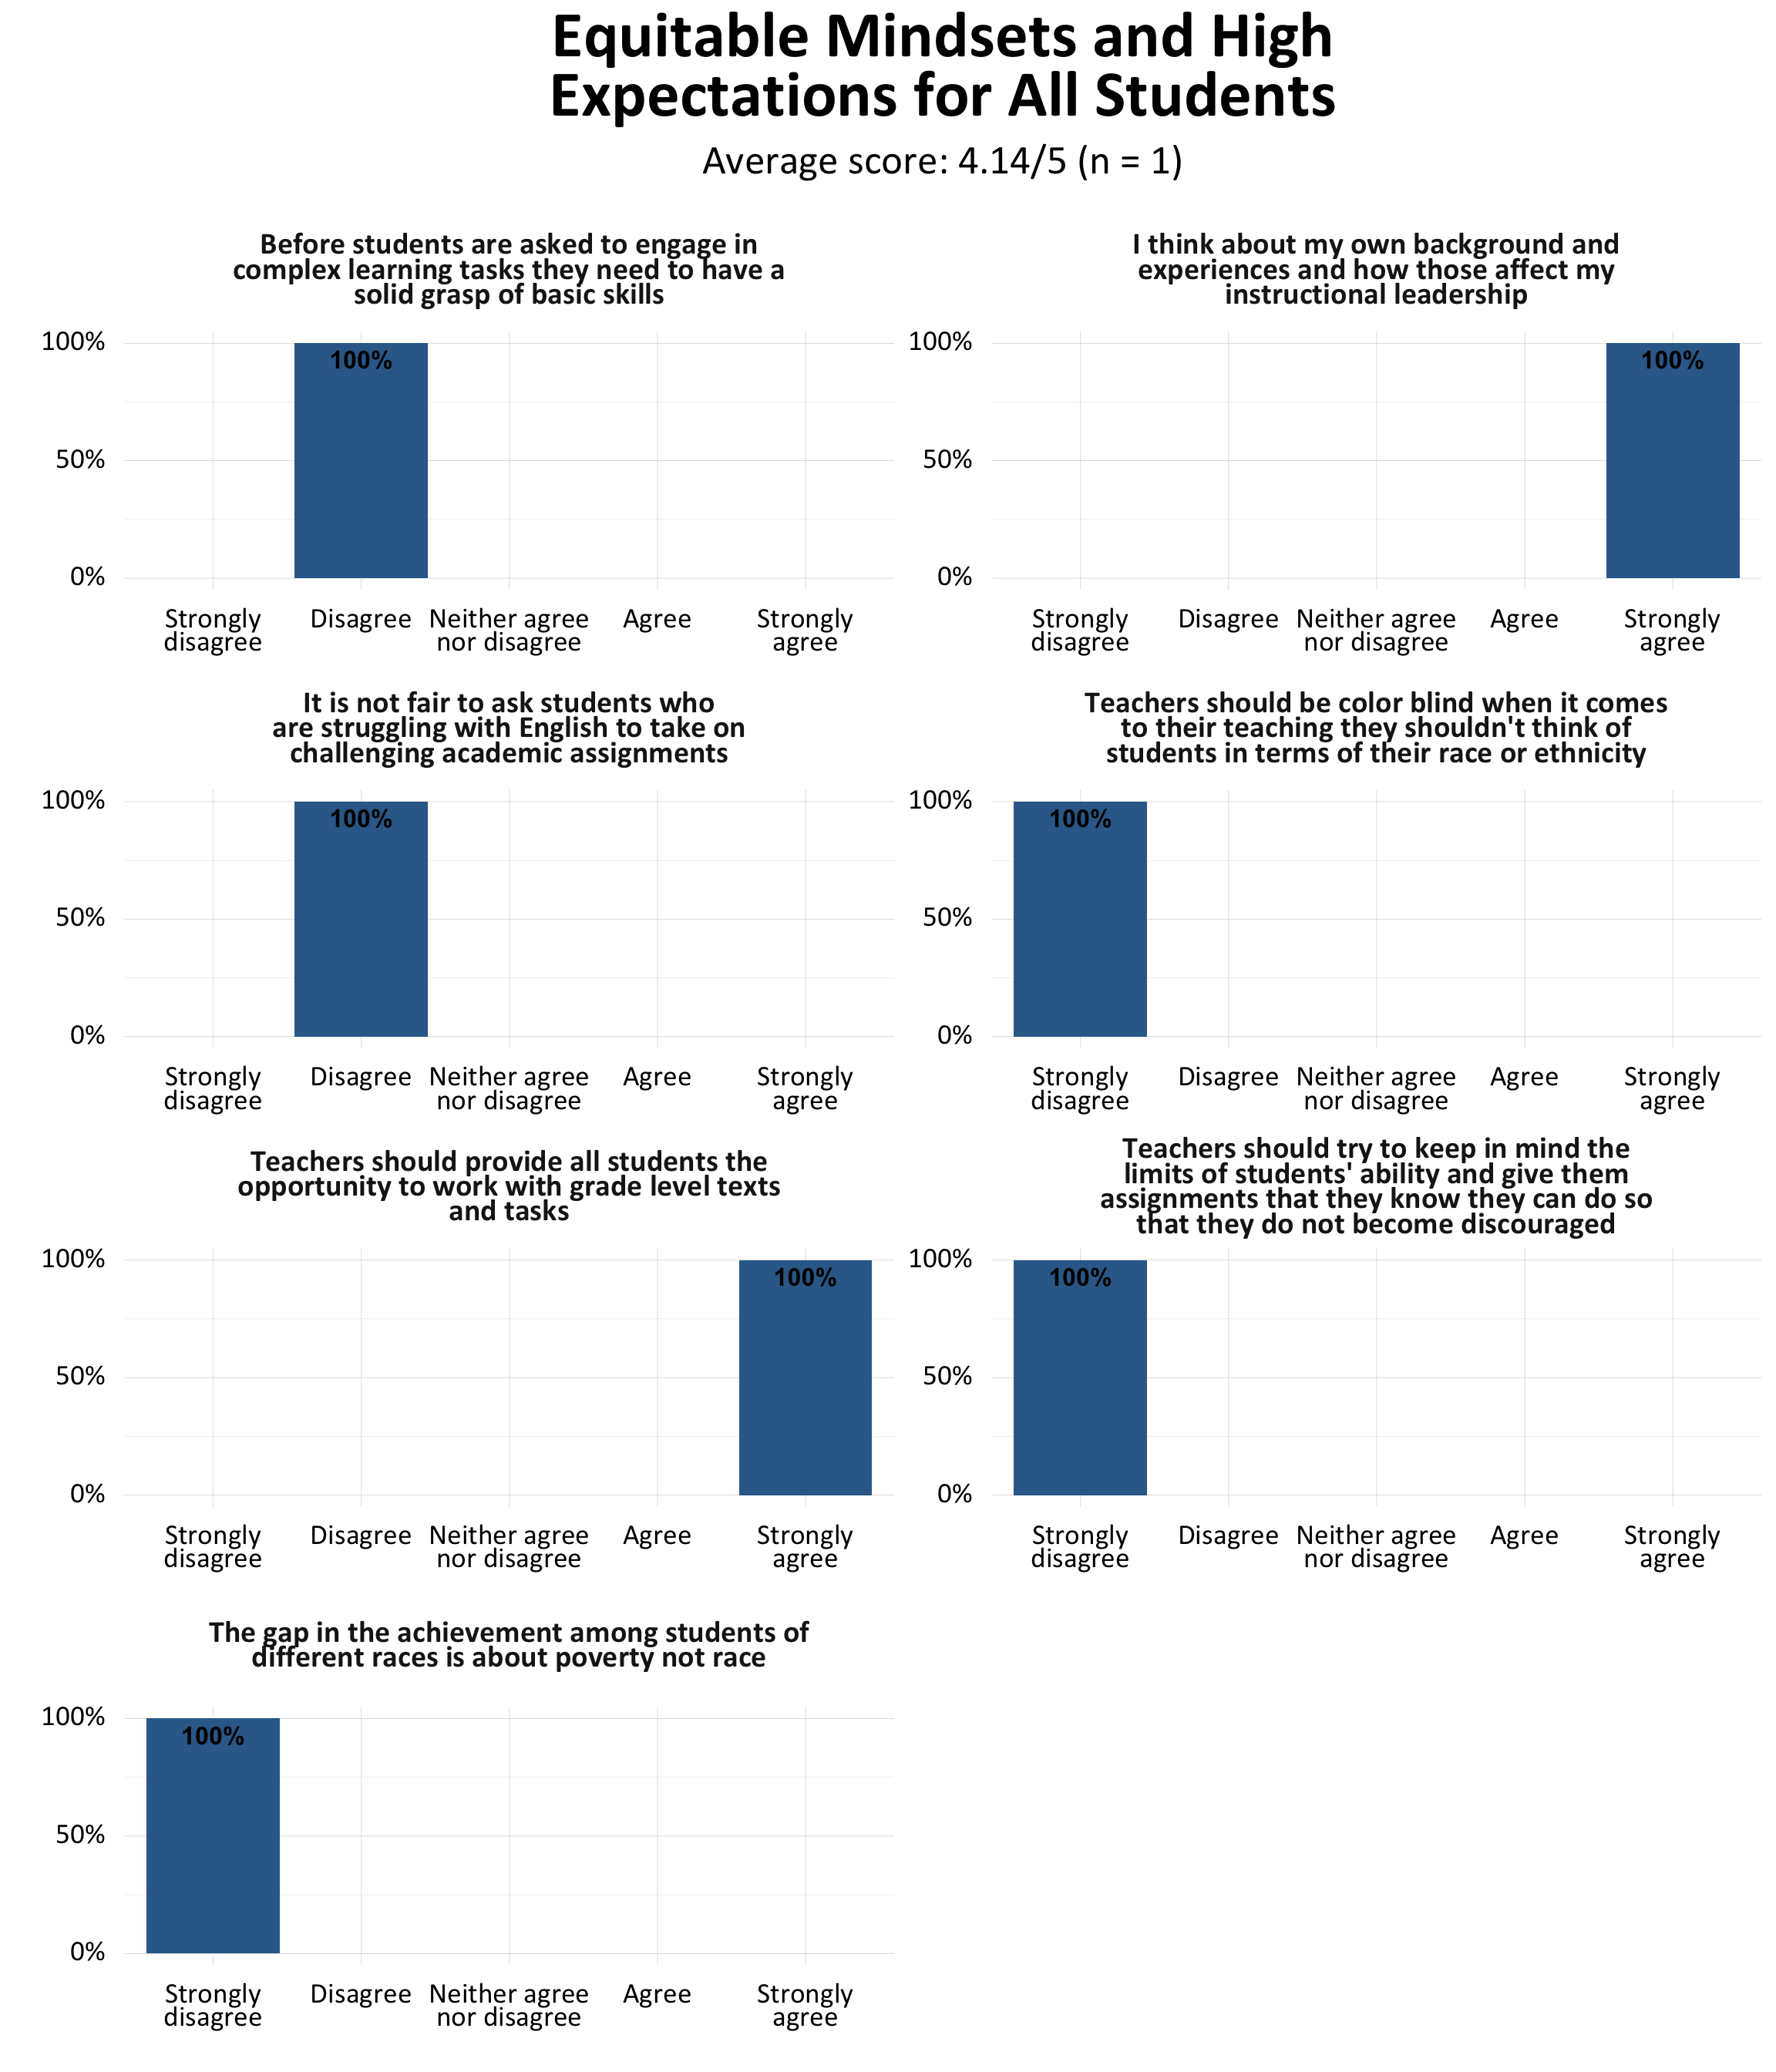 Equitable Mindsets and High
Expectations for All Students
Average score: 4.14/5 (n = 1)
Before students are asked to engage in
complex learning tasks they need to have a
solid grasp of basic skills
100%
50%
0%
100%
Strongly
disagree
Disagree
Neither agree
nor disagree
Agree
Strongly
agree
I think about my own background and
experiences and how those affect my
instructional leadership
100%
50%
0%
100%
Strongly
disagree
Disagree
Neither agree
nor disagree
Agree
Strongly
agree
It is not fair to ask students who
are struggling with English to take on
challenging academic assignments
100%
50%
0%
100%
Strongly
disagree
Disagree
Neither agree
nor disagree
Agree
Strongly
agree
Teachers should be color blind when it comes
to their teaching they shouldn't think of
students in terms of their race or ethnicity
100%
50%
0%
100%
Strongly
disagree
Disagree
Neither agree
nor disagree
Agree
Strongly
agree
Teachers should provide all students the
opportunity to work with grade level texts
and tasks
100%
50%
0%
100%
Strongly
disagree
Disagree
Neither agree
nor disagree
Agree
Strongly
agree
Teachers should try to keep in mind the
limits of students' ability and give them
assignments that they know they can do so
that they do not become discouraged
100%
50%
0%
100%
Strongly
disagree
Disagree
Neither agree
nor disagree
Agree
Strongly
agree
The gap in the achievement among students of
different races is about poverty not race
100%
50%
0%
100%
Strongly
disagree
Disagree
Neither agree
nor disagree
Agree
Strongly
agree